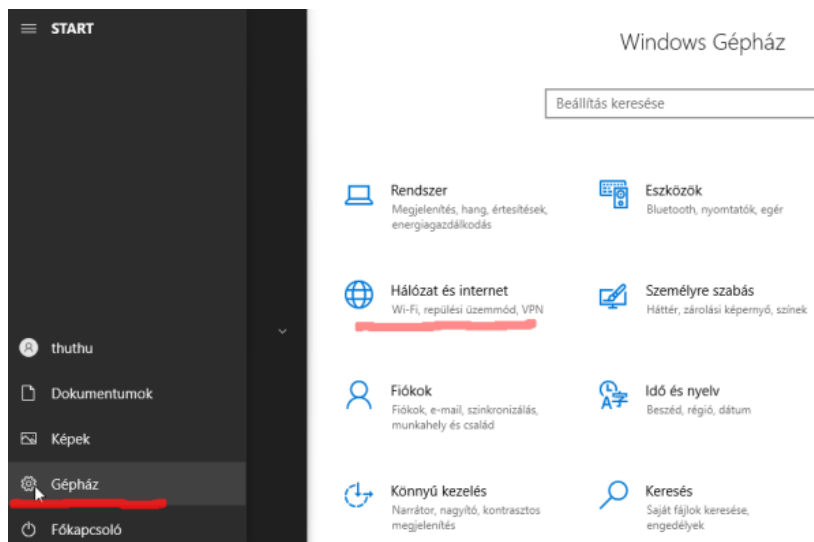 START
thuthu
Dokumentumok
Képek
Gépház
Főkapcsoló
Windows Gépház
Beállítás keresése
Rendszer
Megjelenítés, hang, értesítések,
energiagazdálkodás
Eszközök
Bluetooth, nyomtatók, egér
Hálózat és internet
Wi-Fi, repülési üzemmód, VPN
Személyre szabás
Háttér, zárolási képernyő, színek
Fiókok
Fiókok, e-mail, szinkronizálás,
munkahely és család
Idő és nyelv
Beszéd, régió, dátum
Könnyű kezelés
Narrátor, nagyító, kontrasztos
megjelenítés
Keresés
Saját fájlok keresése,
engedélyek